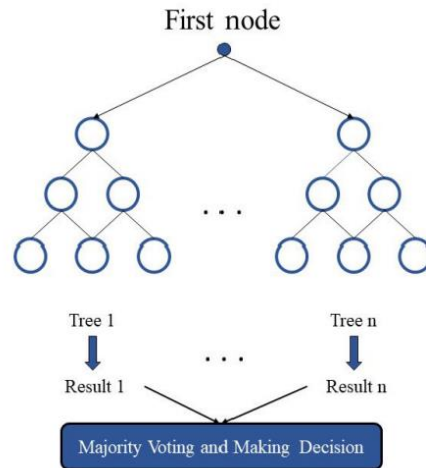 First node
. . .
Tree 1
Tree n
. . .
Result 1
Result n
Majority Voting and Making Decision